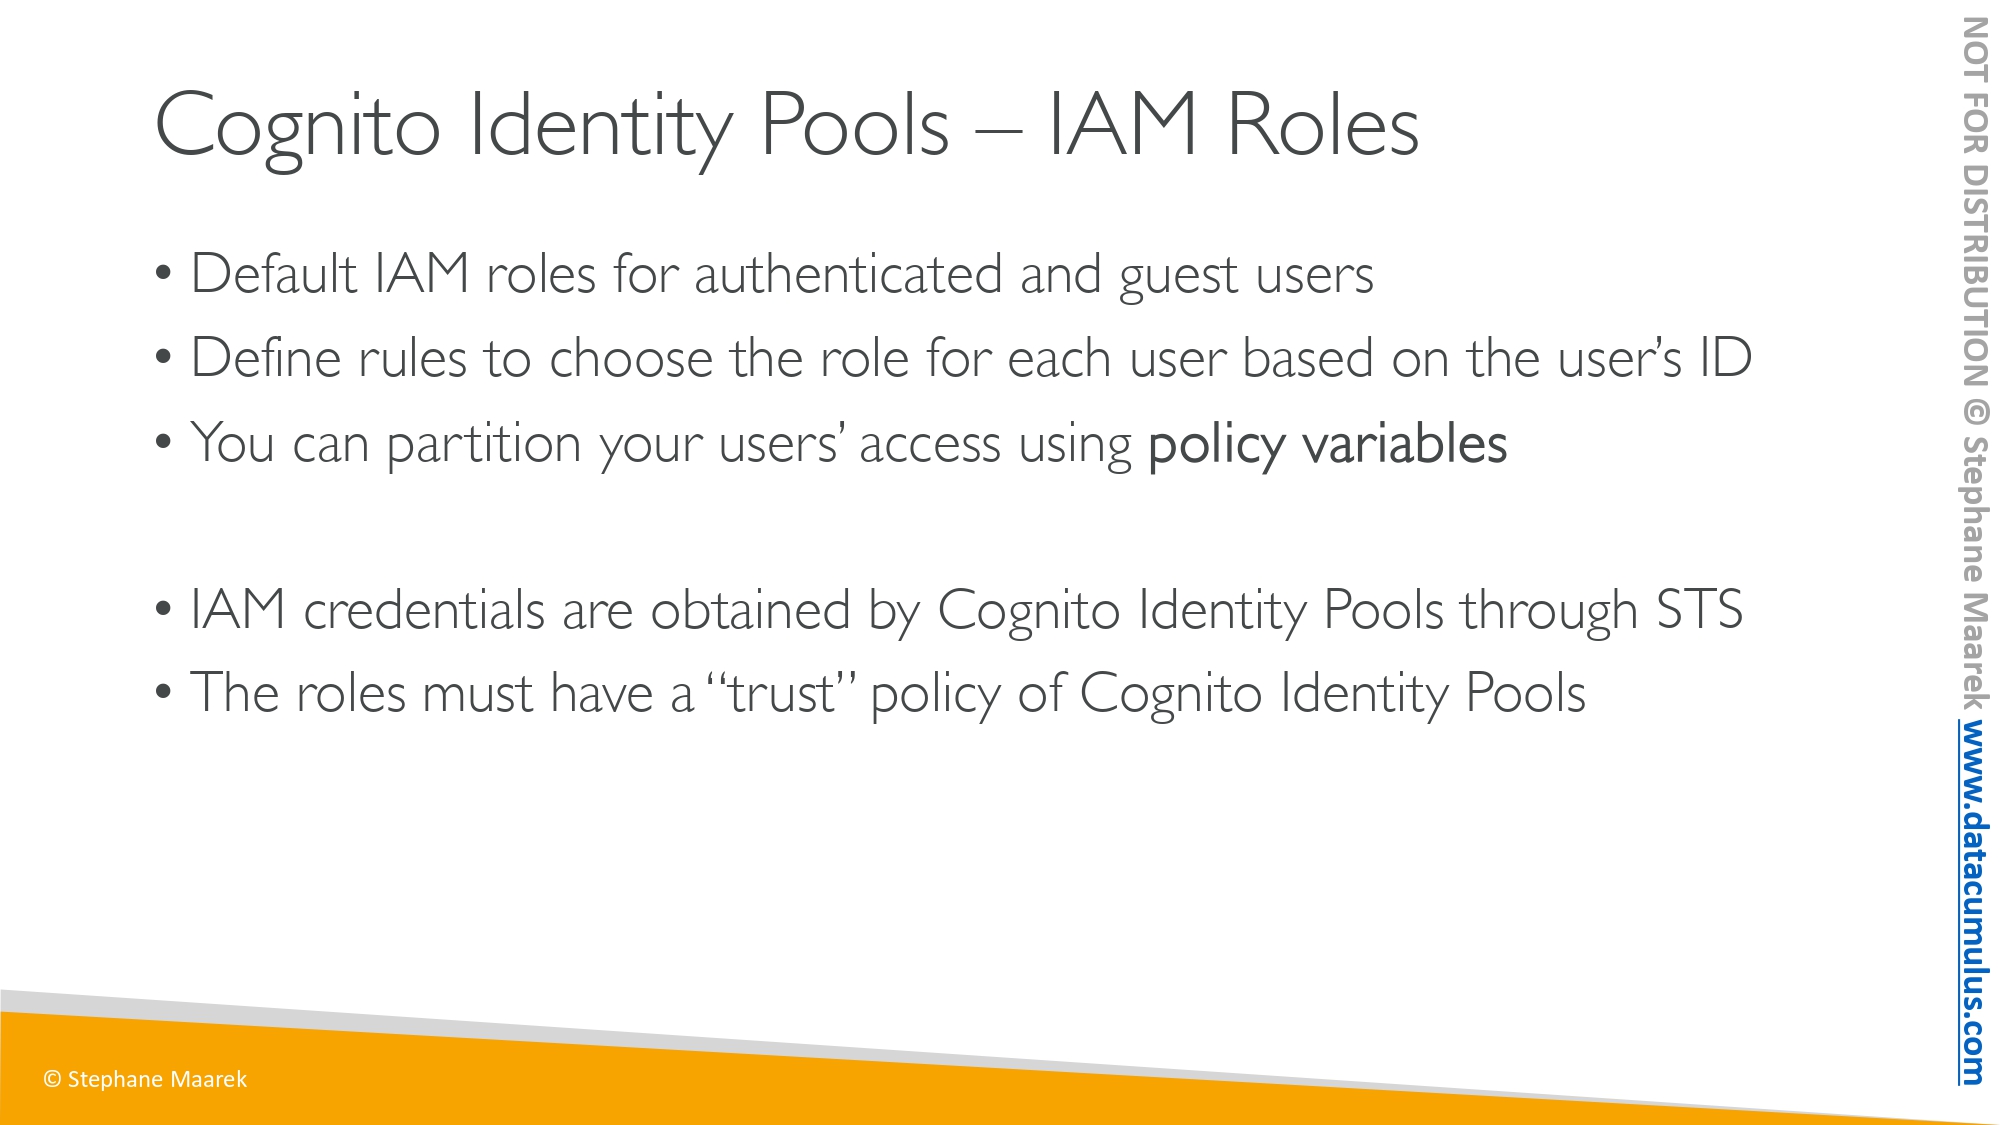 Cognito Identity Pools – IAM Roles
• Default IAM roles for authenticated and guest users
• Define rules to choose the role for each user based on the user’s ID
• You can partition your users’ access using policy variables
• IAM credentials are obtained by Cognito Identity Pools through STS
• The roles must have a “trust” policy of Cognito Identity Pools
© Stephane Maarek
NOT FOR DISTRIBUTION © Stephane Maarek www.datacumulus.com